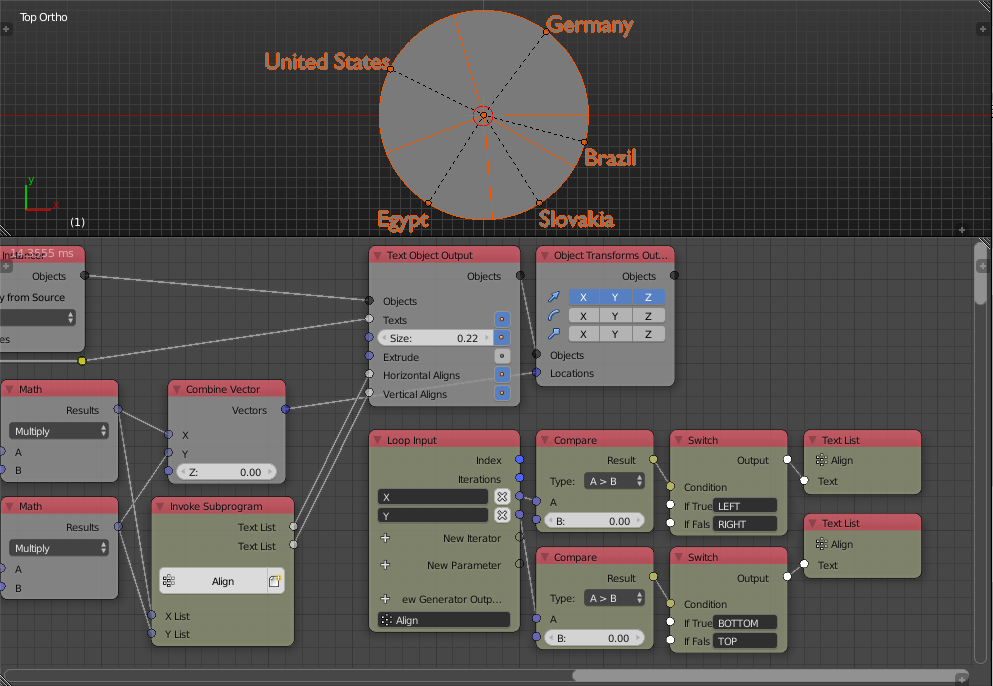 Top Ortho
Germany
United States
Brazil
Egypt
Slovakia
y
x
(1)
14.3555 ms
Objects
y from Source
es
Text Object Output
Objects
Objects
Texts
Size: 0.22
Extrude
Horizontal Aligns
Vertical Aligns
Object Transforms Out...
Objects
X Y Z
X Y Z
X Y Z
Objects
Locations
Math
Results
Multiply
A
B
Combine Vector
Vectors
X
Y
Z: 0.00
Math
Results
Multiply
A
B
Invoke Subprogram
Text List
Text List
Align
X List
Y List
Loop Input
Index
Iterations
X
Y
New Iterator
New Parameter
ew Generator Outp...
Align
Compare
Result
Type: A > B
A
B: 0.00
Switch
Output
Condition
If True LEFT
If Fals RIGHT
Text List
Align
Text
Compare
Result
Type: A > B
A
B: 0.00
Switch
Output
Condition
If True BOTTOM
If Fals TOP
Text List
Align
Text